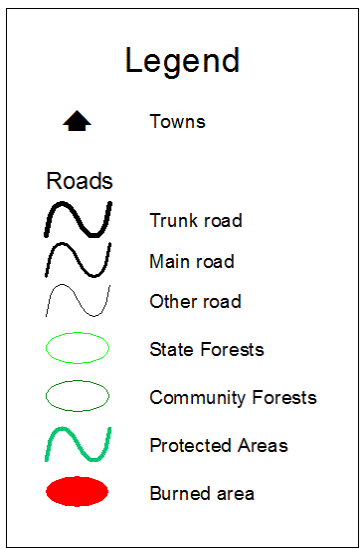 Legend
Towns
Roads
Trunk road
Main road
Other road
State Forests
Community Forests
Protected Areas
Burned area